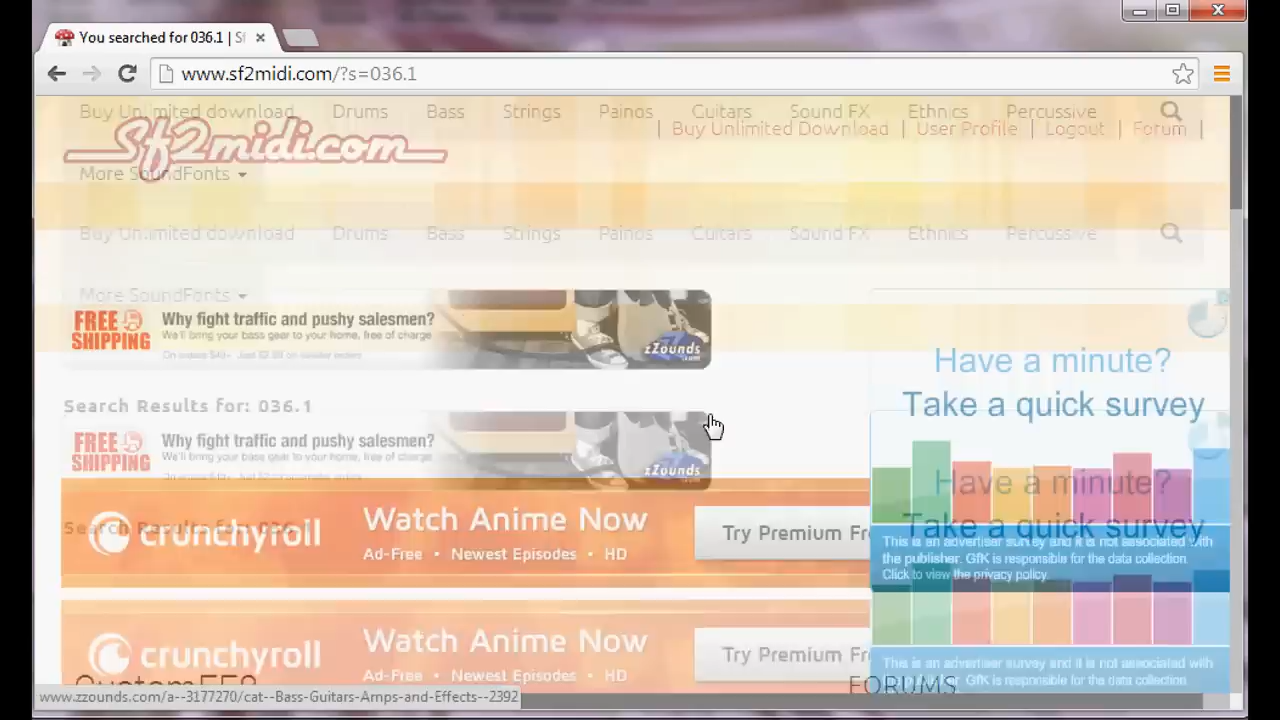 You searched for 036.1 | S
www.sf2midi.com/?s=036.1
Buy Unlimited download Drums Bass Strings Painos Guitars Sound FX Ethnics Percussive
| Buy Unlimited Download | User Profile | Logout | Forum |
Sf2midi.com
More SoundFonts
Buy Unlimited download Drums Bass Strings Painos Guitars Sound FX Ethnics Percussive
More SoundFonts
FREE SHIPPING
Why fight traffic and pushy salesmen?
We'll bring your bass gear to your home, free of charge
zZounds
.com
Have a minute?
Take a quick survey
Search Results for: 036.1
FREE SHIPPING
Why fight traffic and pushy salesmen?
We'll bring your bass gear to your home, free of charge
zZounds
.com
Have a minute?
Take a quick survey
Search Results for: 036.
crunchyroll
Watch Anime Now
Ad-Free • Newest Episodes • HD
Try Premium Fr
This is an advertiser survey and it is not associated with
the publisher. GfK is responsible for the data collection.
Click to view the privacy policy.
crunchyroll
Watch Anime Now
Ad-Free • Newest Episodes • HD
Try Premium Fr
This is an advertiser survey and it is not associated with
the publisher. GfK is responsible for the data collection.
FORUMS
www.zzounds.com/a--3177270/cat--Bass-Guitars-Amps-and-Effects--2392